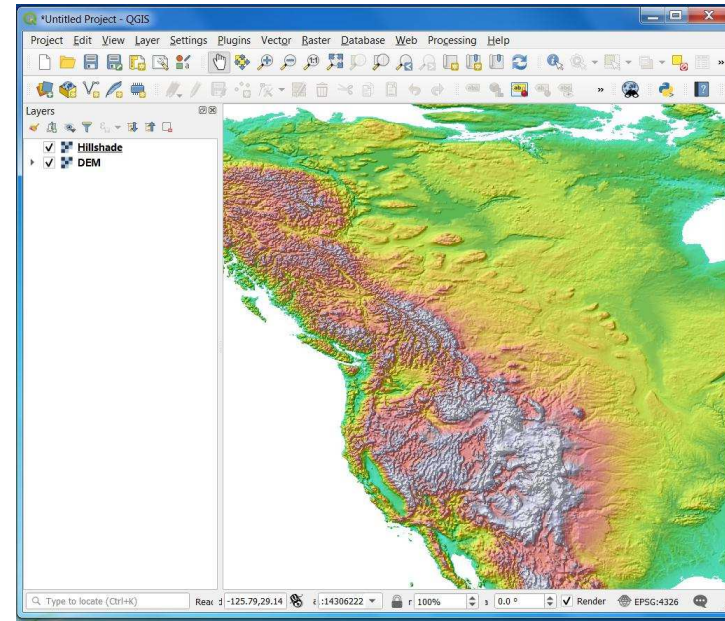 *Untitled Project - QGIS
Project Edit View Layer Settings Plugins Vector Raster Database Web Processing Help
Layers
Hillshade
DEM
Type to locate (Ctrl+K) -125.79,29.14 :14306222 100% 0.0 ° Render EPSG:4326